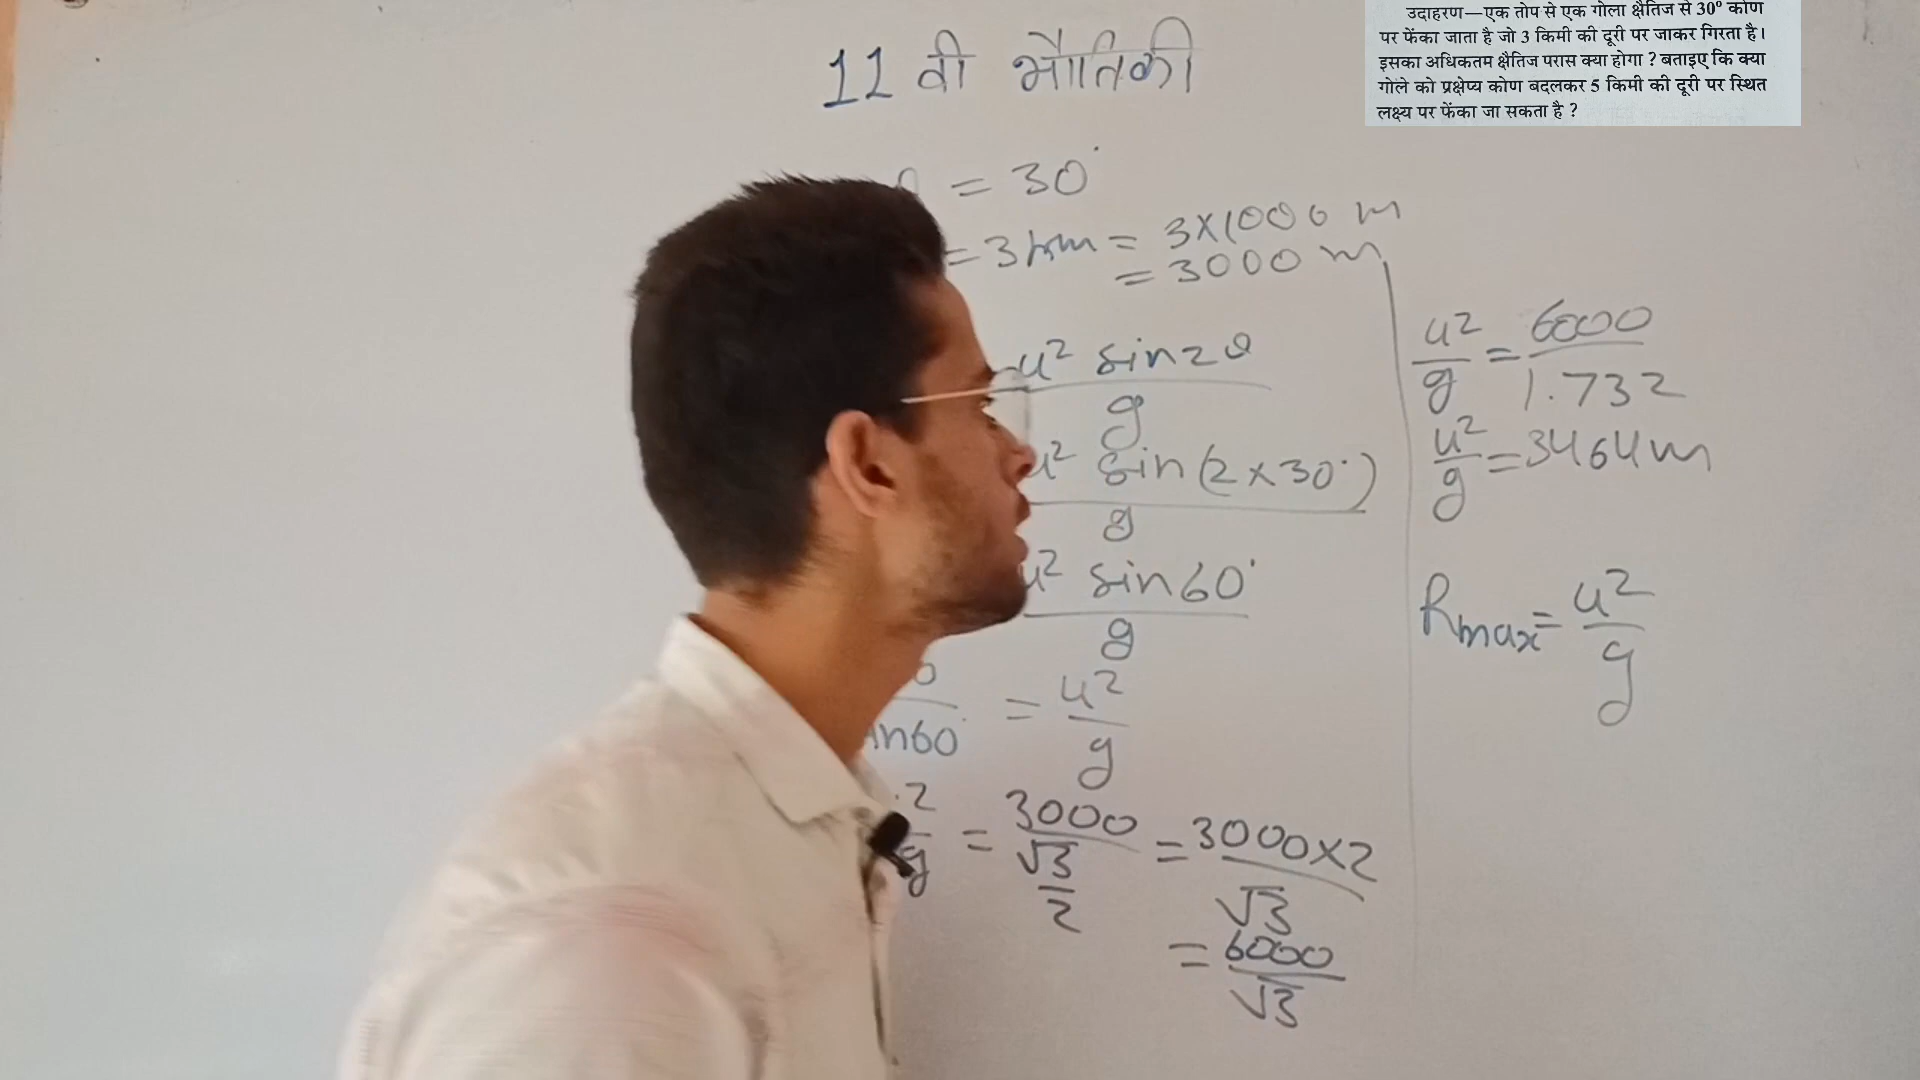 11 वी भौतिकी
उदाहरण—एक तोप से एक गोला क्षैतिज से 30° कोण
पर फेंका जाता है जो 3 किमी की दूरी पर जाकर गिरता है।
इसका अधिकतम क्षैतिज परास क्या होगा ? बताइए कि क्या
गोले को प्रक्षेप्य कोण बदलकर 5 किमी की दूरी पर स्थित
लक्ष्य पर फेंका जा सकता है ?
= 30°
= 3 km = 3×1000 m
= 3000 m
u² sin2θ
g
u² sin(2×30°)
g
u² sin60°
g
= u²
g
= 3000 = 3000×2
√3
2
√3
= 6000
√3
u² = 6000
g 1.732
u² = 3464 m
g
Rmax = u²
g